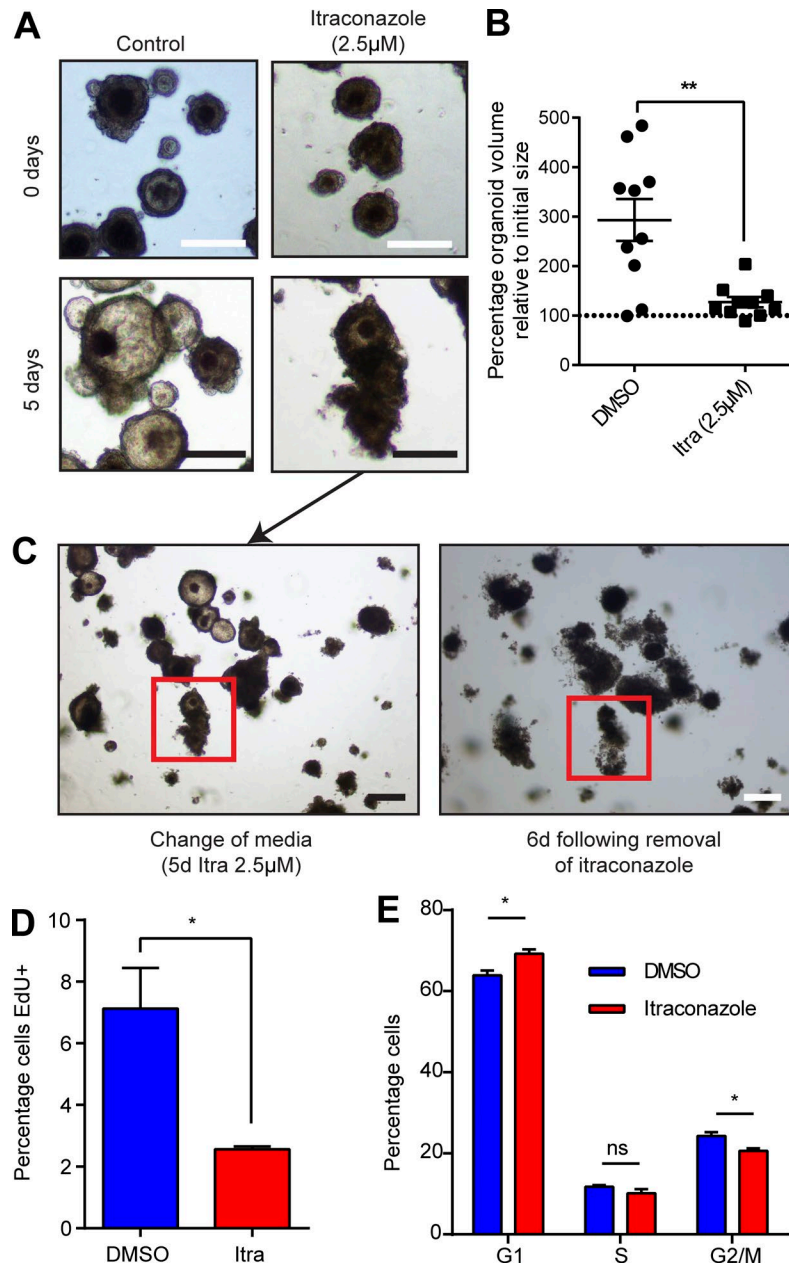 A
Control
Itraconazole
(2.5µM)
0 days
5 days
B
**
Percentage organoid volume
relative to initial size
500
400
300
200
100
0
DMSO
Itra (2.5µM)
C
Change of media
(5d Itra 2.5µM)
6d following removal
of itraconazole
D
Percentage cells EdU+
10
8
6
4
2
0
*
DMSO
Itra
E
Percentage cells
80
60
40
20
0
*
ns
*
DMSO
Itraconazole
G1
S
G2/M